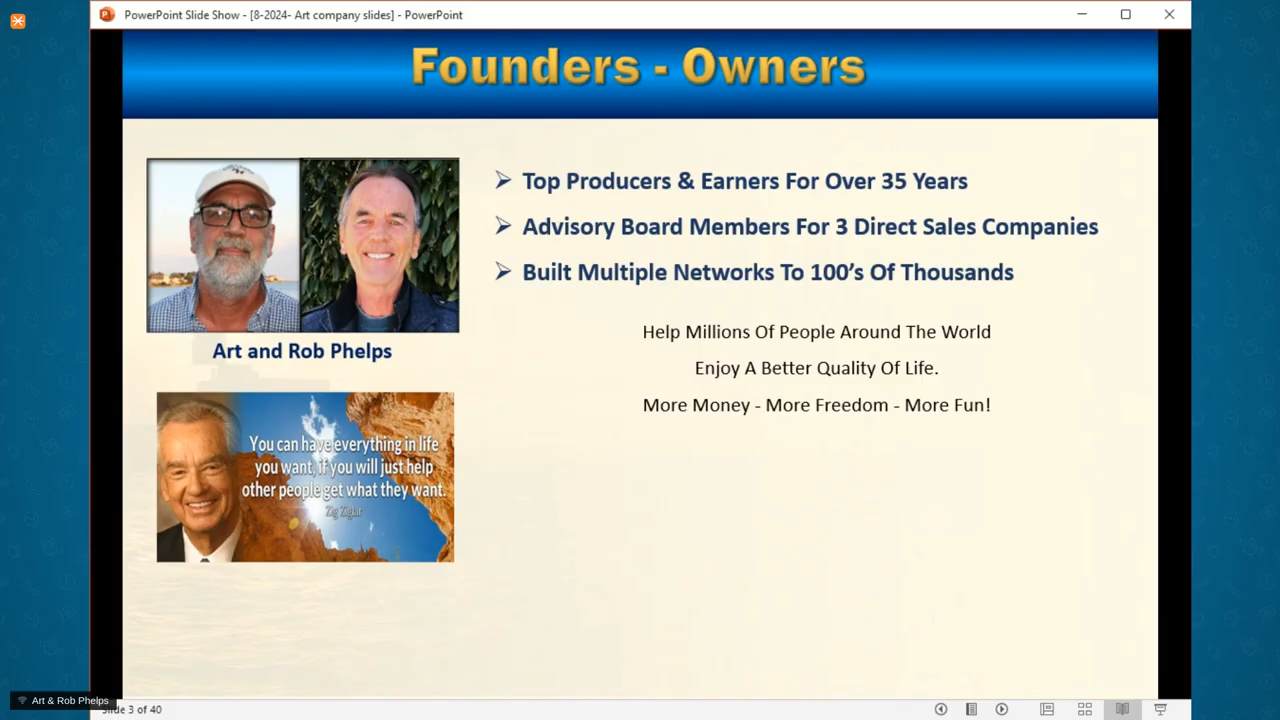 PowerPoint Slide Show - [8-2024- Art company slides] - PowerPoint
Founders - Owners
Top Producers & Earners For Over 35 Years
Advisory Board Members For 3 Direct Sales Companies
Built Multiple Networks To 100's Of Thousands
Help Millions Of People Around The World
Enjoy A Better Quality Of Life.
More Money - More Freedom - More Fun!
Art and Rob Phelps
You can have everything in life
you want, if you will just help
other people get what they want.
Zig Ziglar
Art & Rob Phelps
Slide 3 of 40